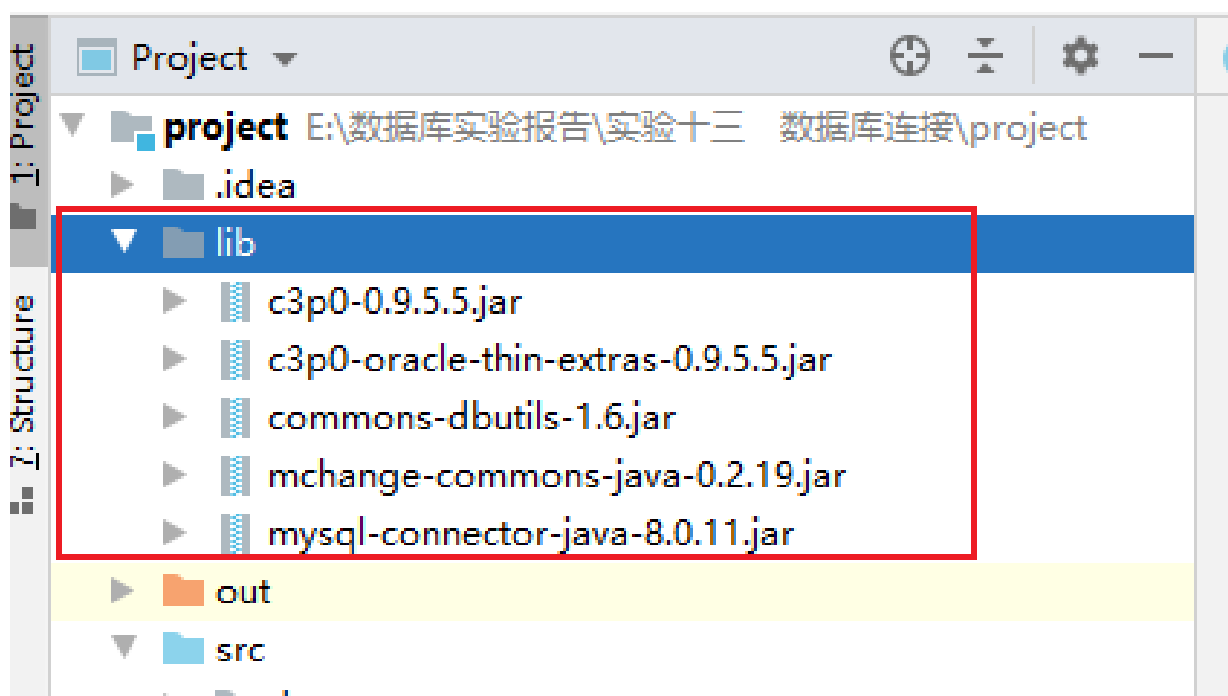 Project
1: Project
project E:\数据库实验报告\实验十三 数据库连接\project
.idea
lib
c3p0-0.9.5.5.jar
c3p0-oracle-thin-extras-0.9.5.5.jar
commons-dbutils-1.6.jar
mchange-commons-java-0.2.19.jar
mysql-connector-java-8.0.11.jar
7: Structure
out
src